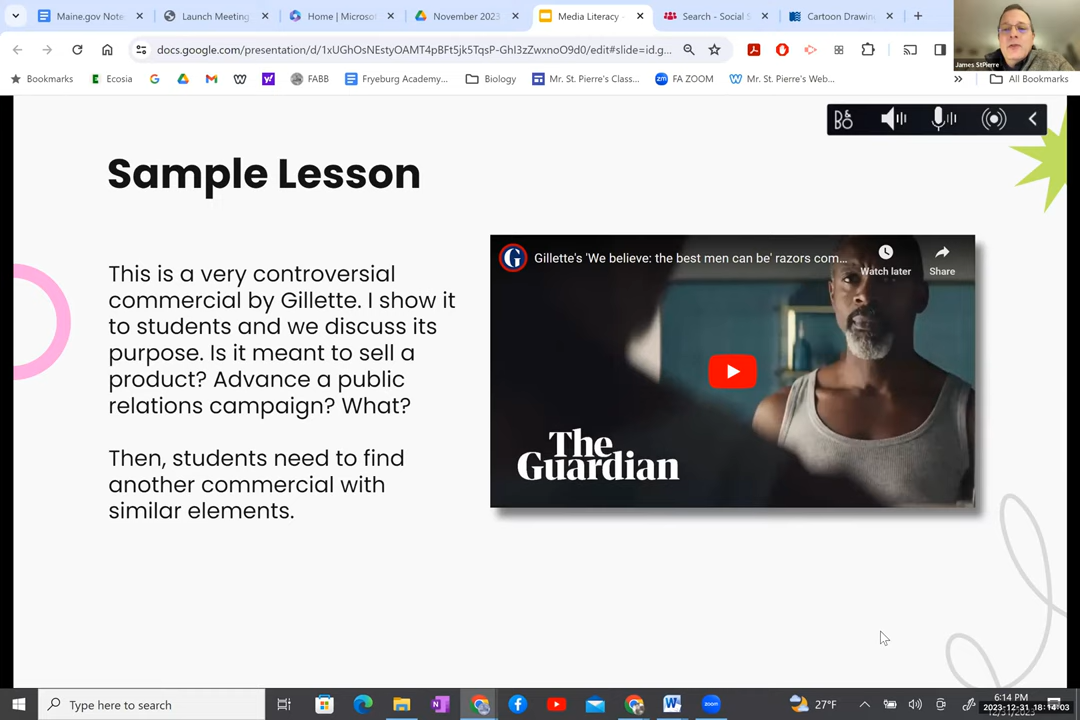 Maine.gov Note
Launch Meeting
Home | Microsof
November 2023
Media Literacy -
Search - Social S
Cartoon Drawing
docs.google.com/presentation/d/1xUGhOsNEstyOAMT4pBFt5jk5TqsP-GhI3zZwxnoO9d0/edit#slide=id.g...
James StPierre
Bookmarks
Ecosia
FABB
Fryeburg Academy...
Biology
Mr. St. Pierre's Class...
FA ZOOM
Mr. St. Pierre's Web...
»
All Bookmarks
B&O
Sample Lesson
This is a very controversial
commercial by Gillette. I show it
to students and we discuss its
purpose. Is it meant to sell a
product? Advance a public
relations campaign? What?
Then, students need to find
another commercial with
similar elements.
G
Gillette's 'We believe: the best men can be' razors com...
Watch later
Share
The
Guardian
Type here to search
27°F
6:14 PM
2023-12-31 18:14:03